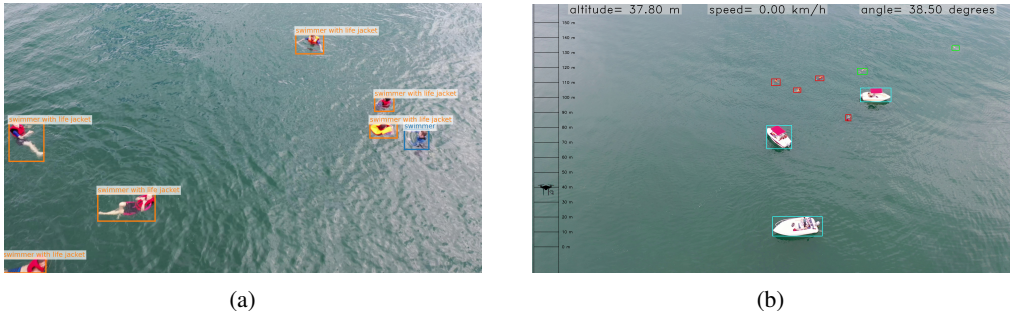 swimmer with life jacket
swimmer with life jacket
swimmer with life jacket
swimmer with life jacket
swimmer
swimmer with life jacket
swimmer with life jacket
(a)
altitude= 37.80 m speed= 0.00 km/h angle= 38.50 degrees
150 m
140 m
130 m
120 m
110 m
100 m
90 m
80 m
70 m
60 m
50 m
40 m
30 m
20 m
10 m
0 m
(b)